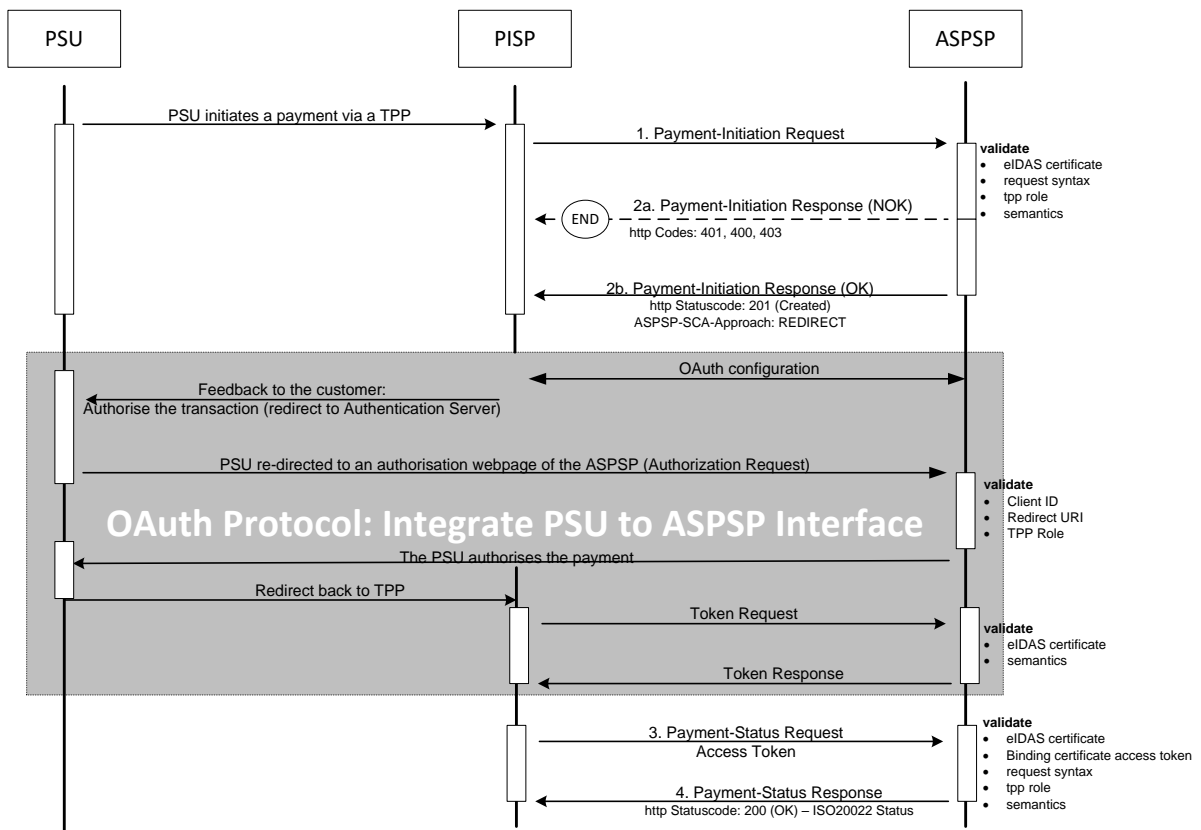 PSU
PISP
ASPSP
PSU initiates a payment via a TPP
1. Payment-Initiation Request
validate
• eIDAS certificate
• request syntax
• tpp role
• semantics
2a. Payment-Initiation Response (NOK)
END
http Codes: 401, 400, 403
2b. Payment-Initiation Response (OK)
http Statuscode: 201 (Created)
ASPSP-SCA-Approach: REDIRECT
OAuth configuration
Feedback to the customer:
Authorise the transaction (redirect to Authentication Server)
PSU re-directed to an authorisation webpage of the ASPSP (Authorization Request)
validate
• Client ID
• Redirect URI
• TPP Role
OAuth Protocol: Integrate PSU to ASPSP Interface
The PSU authorises the payment
Redirect back to TPP
Token Request
validate
• eIDAS certificate
• semantics
Token Response
3. Payment-Status Request
Access Token
validate
• eIDAS certificate
• Binding certificate access token
• request syntax
• tpp role
• semantics
4. Payment-Status Response
http Statuscode: 200 (OK) – ISO20022 Status